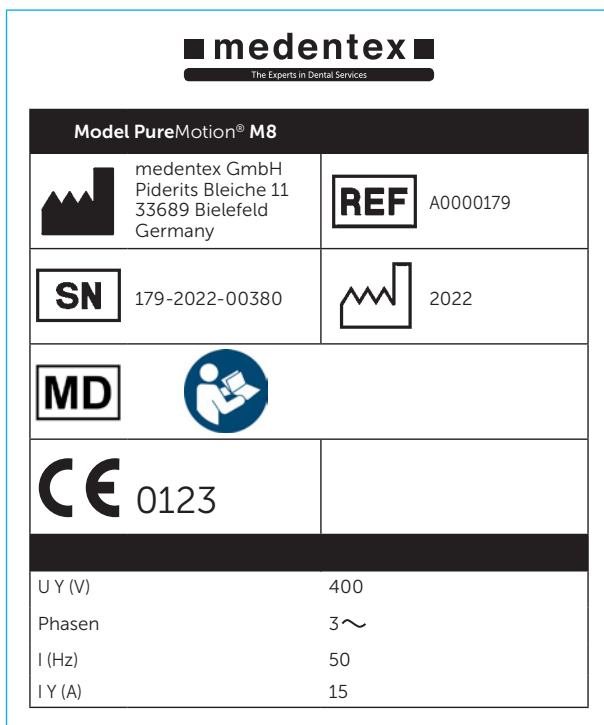 medentex
The Experts in Dental Services
Model PureMotion® M8
medentex GmbH
Piderits Bleiche 11
33689 Bielefeld
Germany
REF
A0000179
SN
179-2022-00380
2022
MD
CE 0123
U Y (V) 400
Phasen 3~
I (Hz) 50
I Y (A) 15